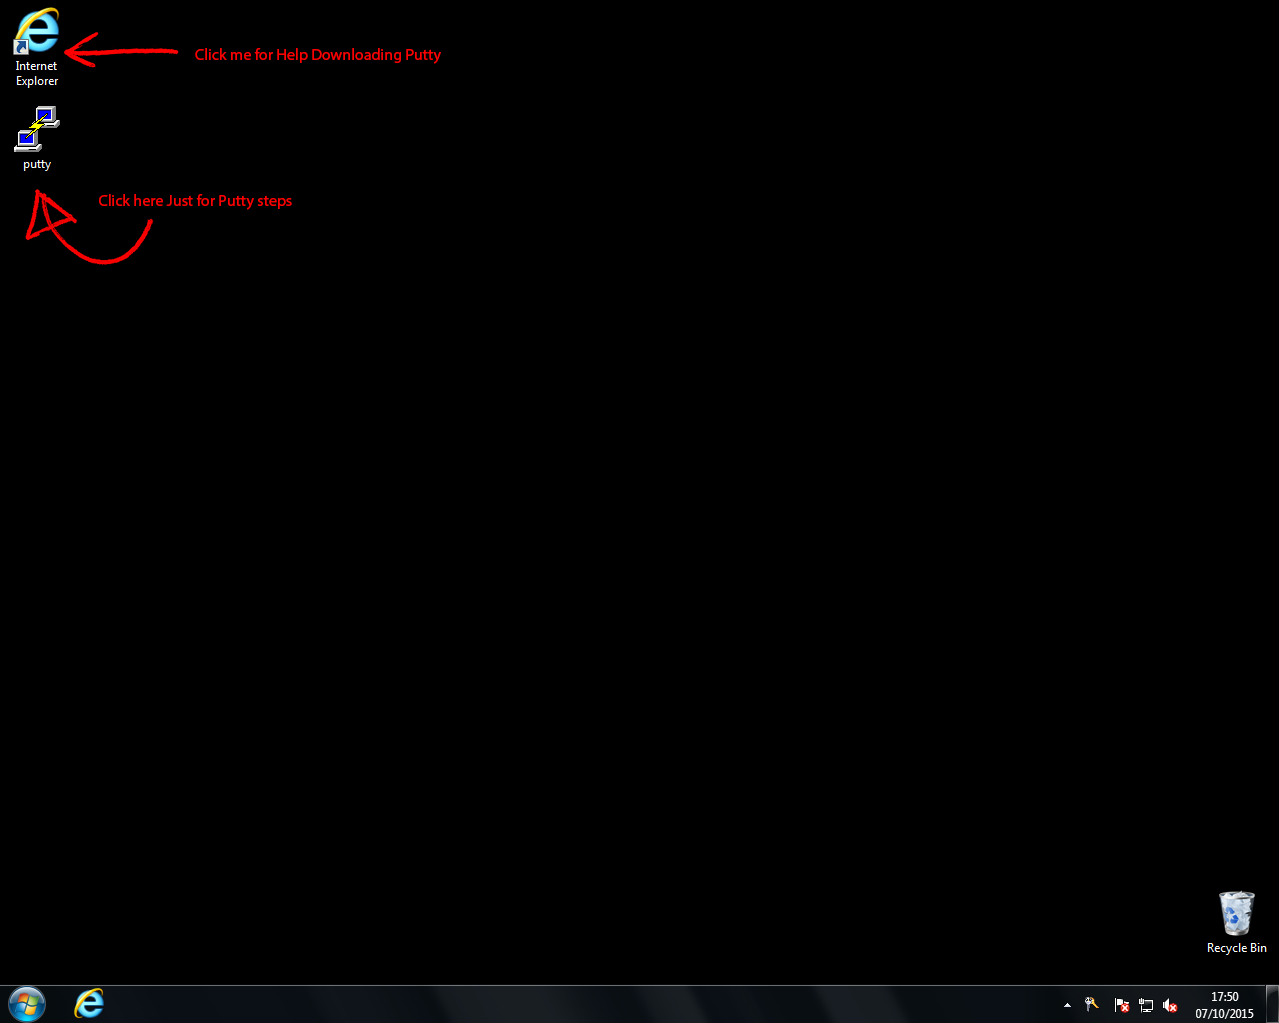 Internet
Explorer
Click me for Help Downloading Putty
putty
Click here Just for Putty steps
Recycle Bin
17:50
07/10/2015